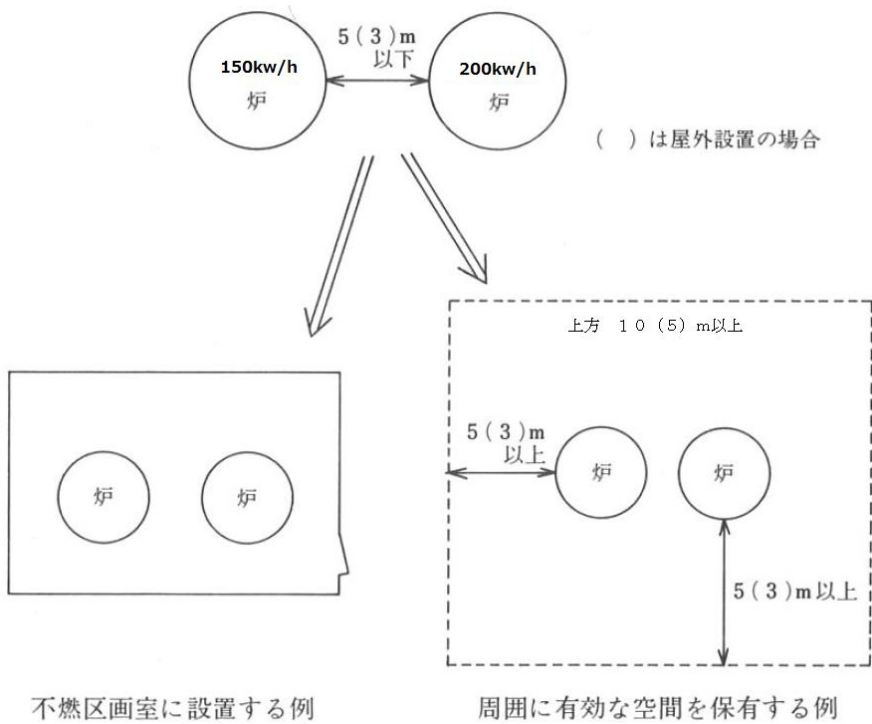 5(3)m
以下
150kw/h
炉
200kw/h
炉
( )は屋外設置の場合
上方 10(5)m以上
5(3)m
以上
炉
炉
炉
炉
5(3)m以上
不燃区画室に設置する例
周囲に有効な空間を保有する例